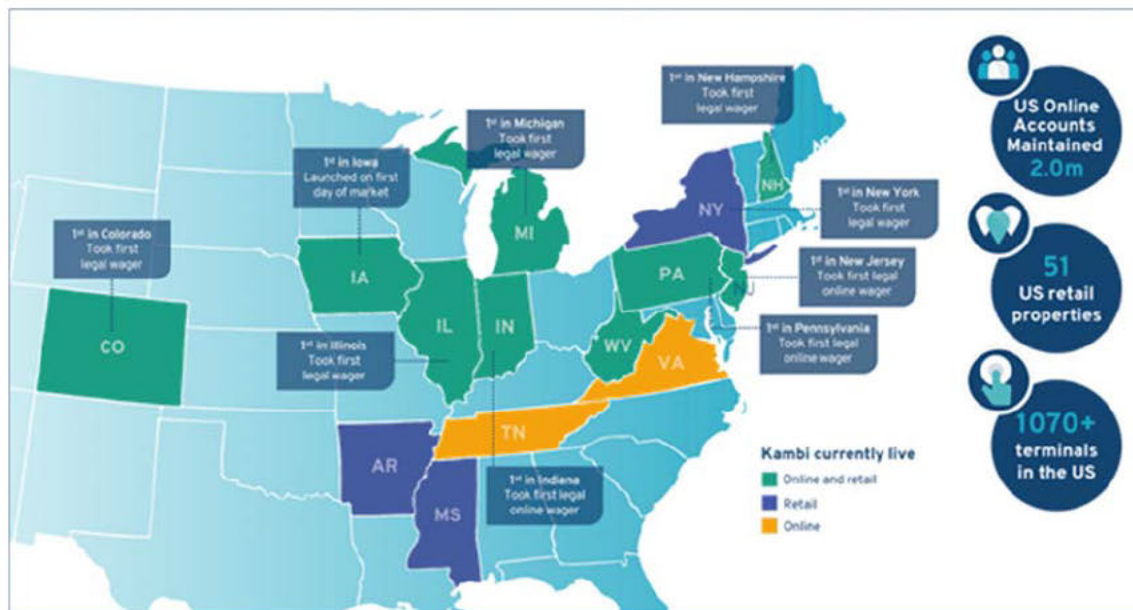 1st in New Hampshire
Took first
legal wager
1st in Michigan
Took first
legal wager
1st in Iowa
Launched on first
day of market
1st in Colorado
Took first
legal wager
1st in New York
Took first
legal wager
1st in New Jersey
Took first legal
online wager
1st in Pennsylvania
Took first legal
online wager
1st in Illinois
Took first
legal wager
1st in Indiana
Took first legal
online wager
NH
NY
MI
IA
PA
NJ
IL
IN
CO
WV
VA
TN
AR
MS
Kambi currently live
Online and retail
Retail
Online
US Online
Accounts
Maintained
2.0m
51
US retail
properties
1070+
terminals
in the US